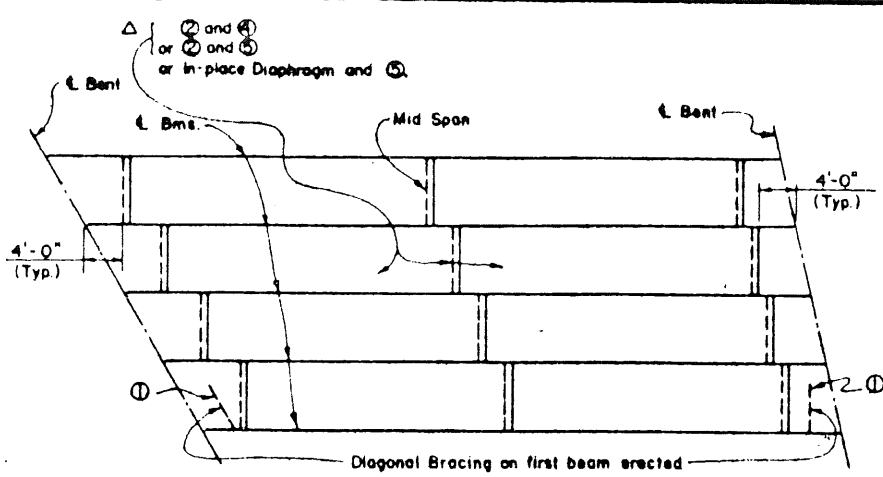 △ ② and ④
or ② and ⑤
or In-place Diaphragm and ⑤.
℄ Bent
℄ Bms.
Mid Span
℄ Bent
4'-0"
(Typ.)
4'-0"
(Typ.)
①
①
Diagonal Bracing on first beam erected